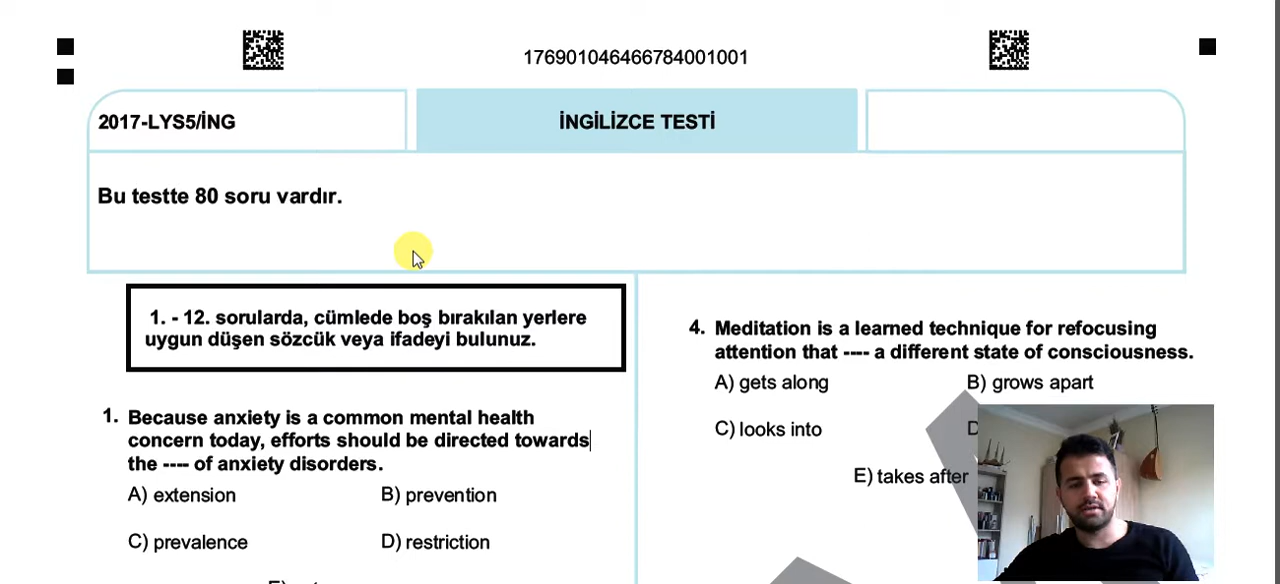 176901046466784001001
2017-LYS5/İNG
İNGİLİZCE TESTİ
Bu testte 80 soru vardır.
1. - 12. sorularda, cümlede boş bırakılan yerlere
uygun düşen sözcük veya ifadeyi bulunuz.
1. Because anxiety is a common mental health
concern today, efforts should be directed towards
the ---- of anxiety disorders.
A) extension
B) prevention
C) prevalence
D) restriction
4. Meditation is a learned technique for refocusing
attention that ---- a different state of consciousness.
A) gets along
B) grows apart
C) looks into
D
E) takes after